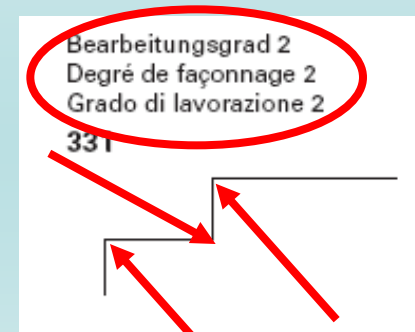 Bearbeitungsgrad 2
Degré de façonnage 2
Grado di lavorazione 2
331